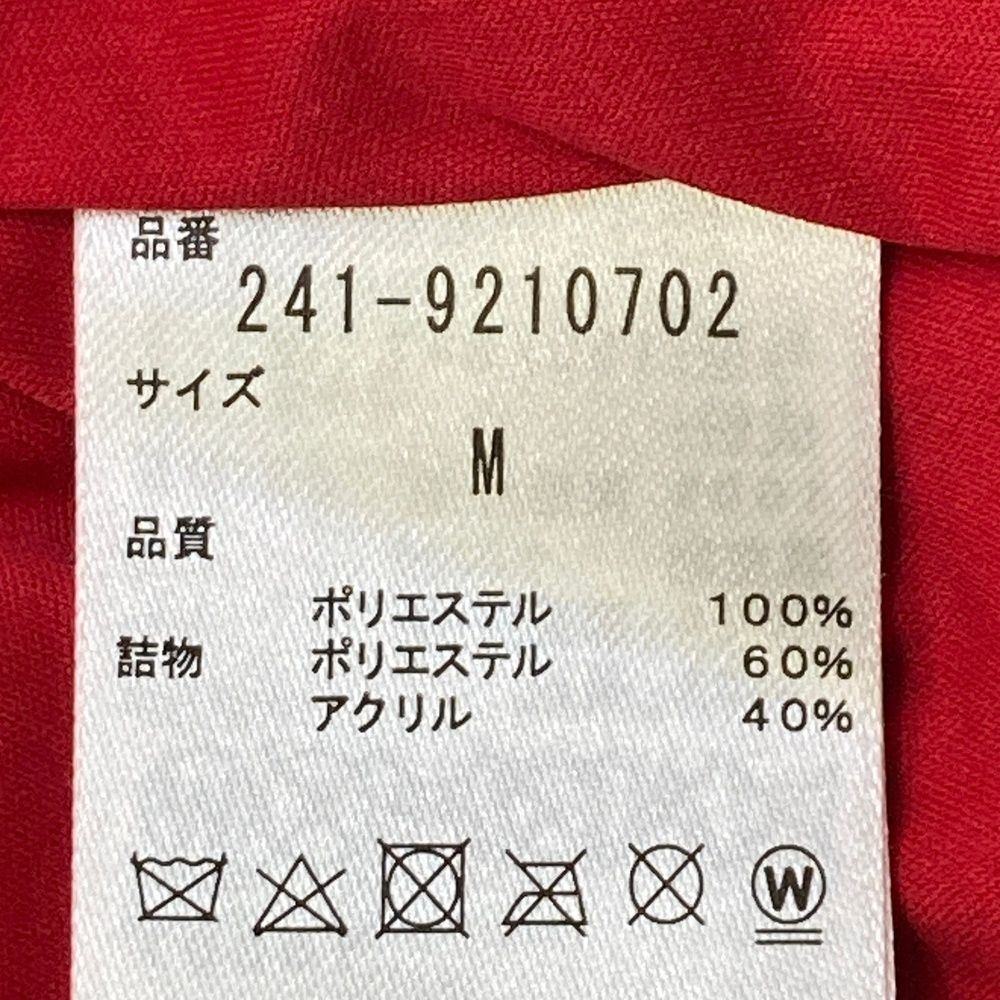 品番
241-9210702
サイズ
M
品質
ポリエステル 100%
詰物 ポリエステル 60%
アクリル 40%
W